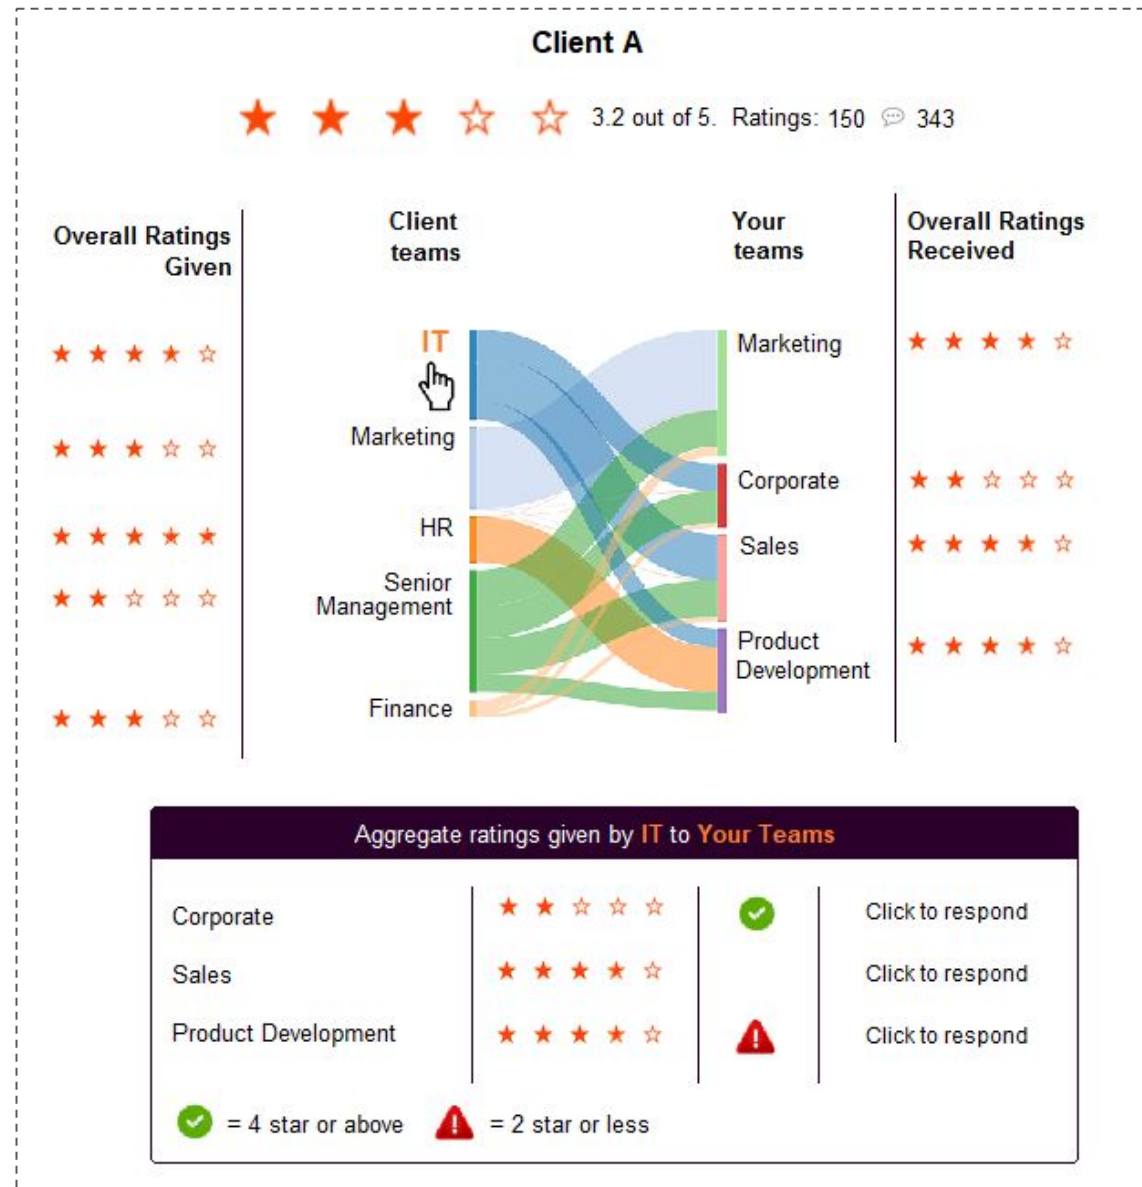 Client A
3.2 out of 5. Ratings: 150 343
Overall Ratings
Given
Client
teams
Your
teams
Overall Ratings
Received
IT
Marketing
HR
Senior
Management
Finance
Marketing
Corporate
Sales
Product
Development
Aggregate ratings given by IT to Your Teams
Corporate Click to respond
Sales Click to respond
Product Development Click to respond
= 4 star or above = 2 star or less